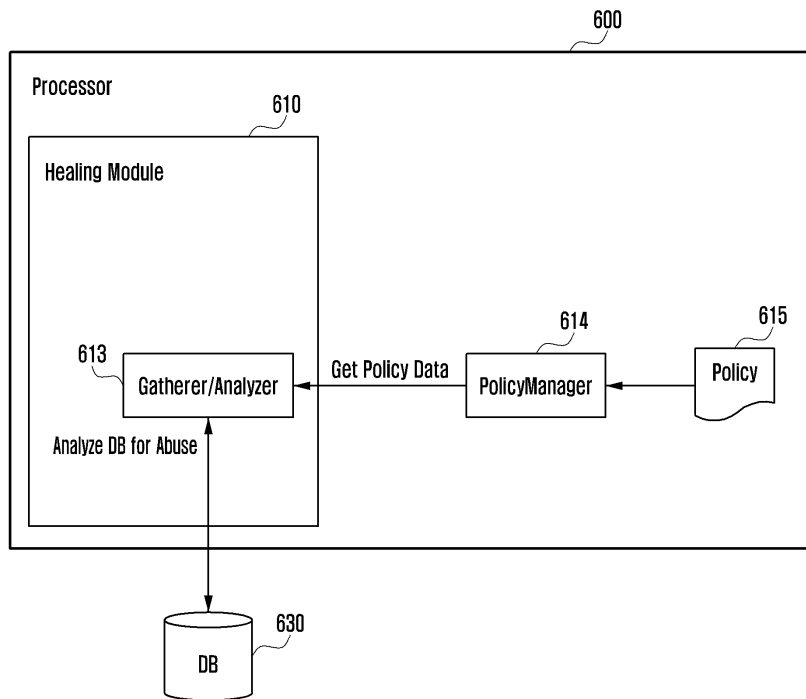 600
Processor
610
Healing Module
613
Gatherer/Analyzer
Get Policy Data
614
PolicyManager
615
Policy
Analyze DB for Abuse
630
DB